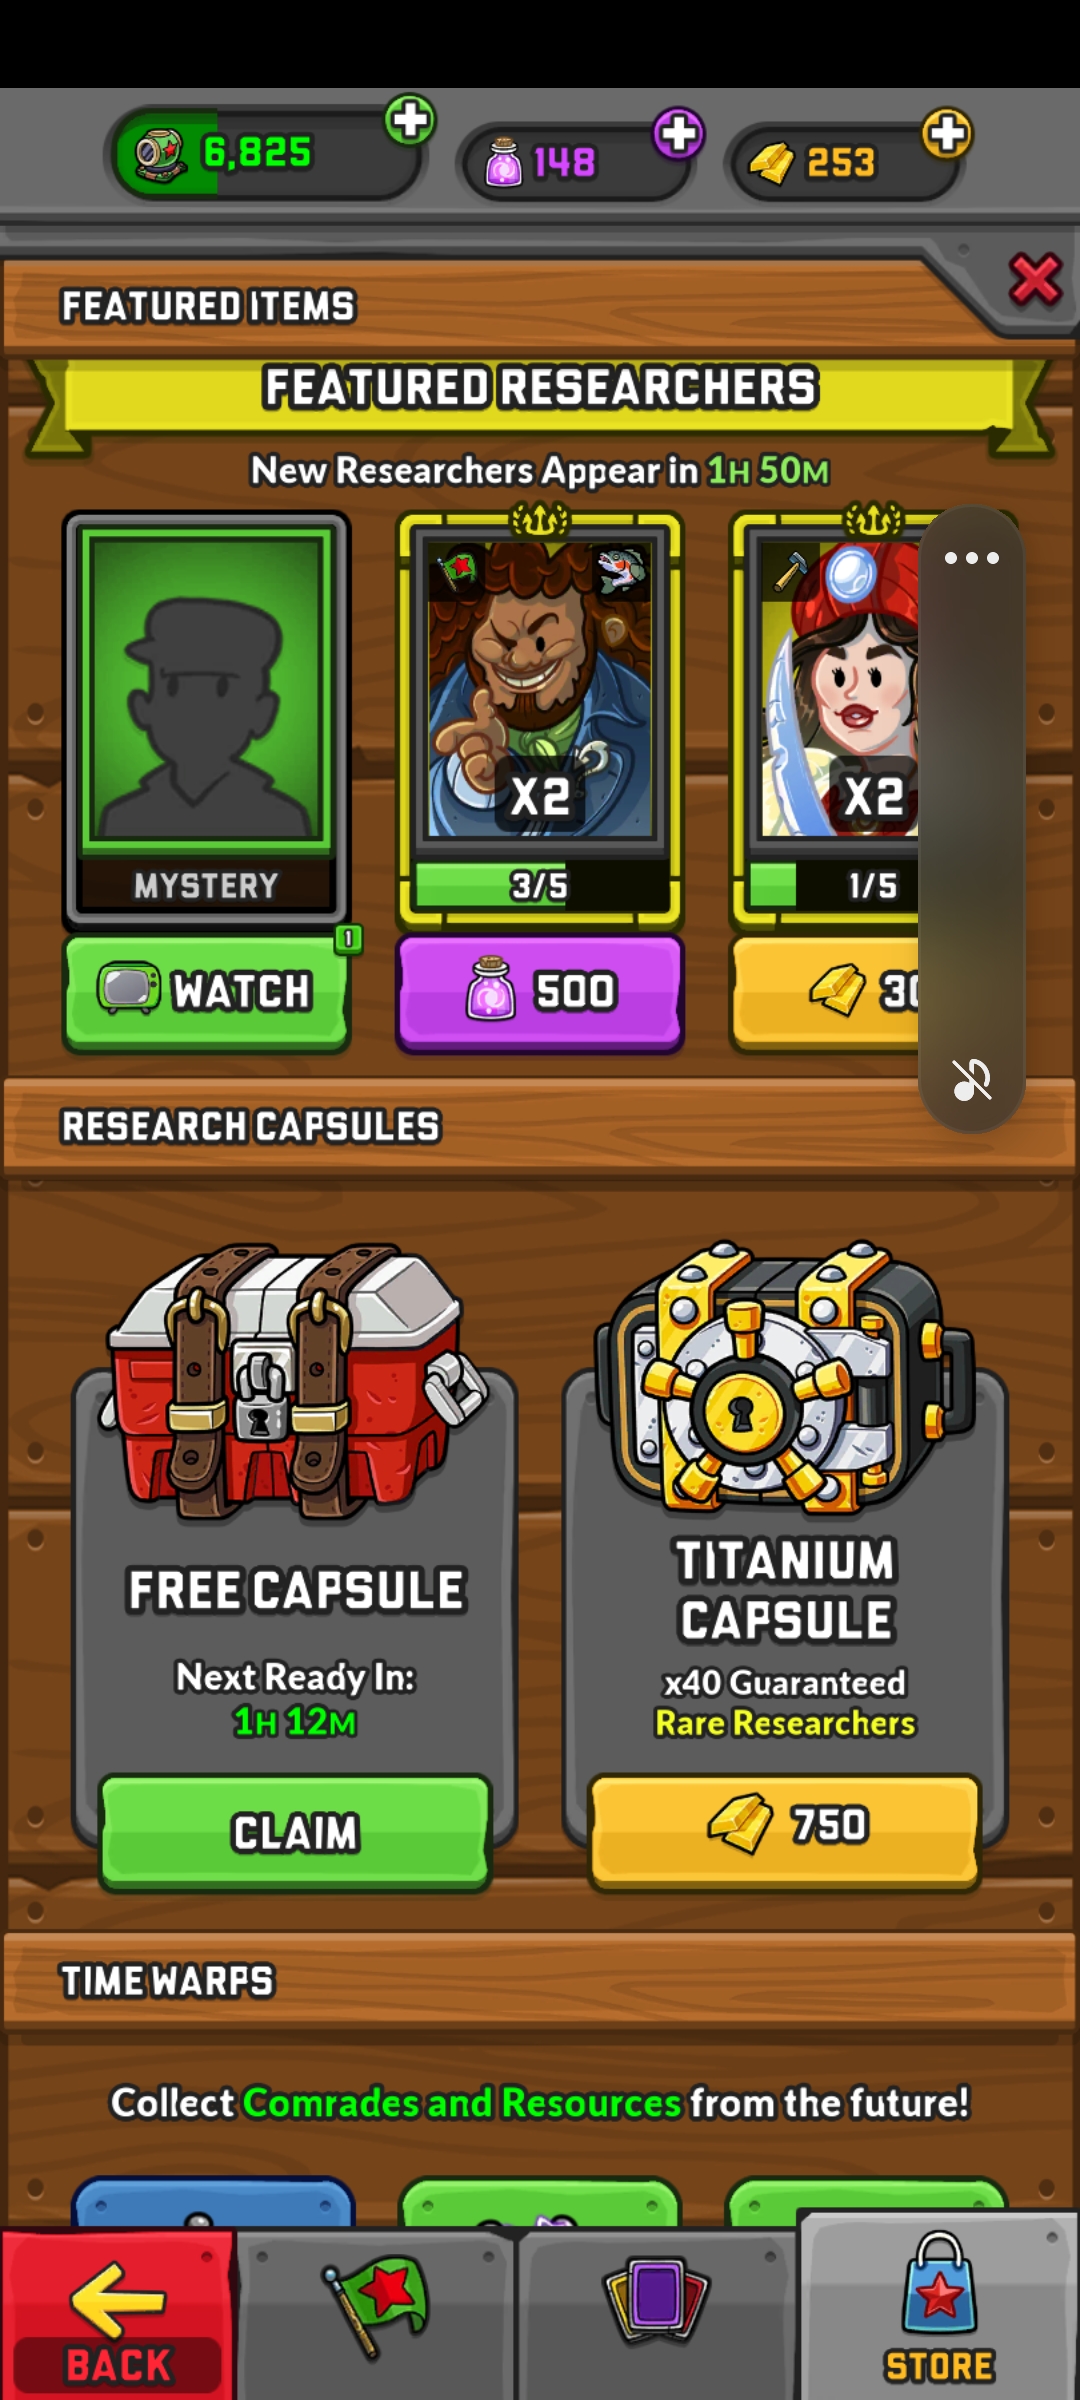 6,825
148
253
FEATURED ITEMS
FEATURED RESEARCHERS
New Researchers Appear in 1H 50M
X2
X2
MYSTERY
3/5
1/5
1
WATCH
500
RESEARCH CAPSULES
FREE CAPSULE
Next Ready In:
1H 12M
CLAIM
TITANIUM
CAPSULE
x40 Guaranteed
Rare Researchers
750
TIME WARPS
Collect Comrades and Resources from the future!
BACK
STORE